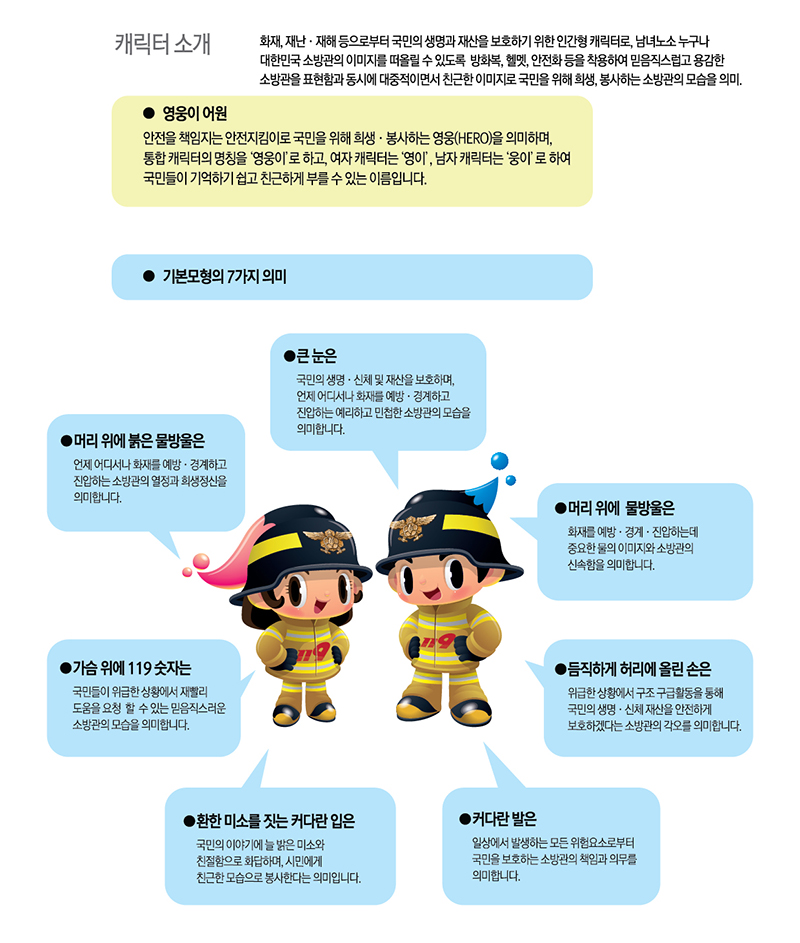 캐릭터 소개
화재, 재난 · 재해 등으로부터 국민의 생명과 재산을 보호하기 위한 인간형 캐릭터로, 남녀노소 누구나
대한민국 소방관의 이미지를 떠올릴 수 있도록 방화복, 헬멧, 안전화 등을 착용하여 믿음직스럽고 용감한
소방관을 표현함과 동시에 대중적이면서 친근한 이미지로 국민을 위해 희생, 봉사하는 소방관의 모습을 의미.
● 영웅이 어원
안전을 책임지는 안전지킴이로 국민을 위해 희생 · 봉사하는 영웅(HERO)을 의미하며,
통합 캐릭터의 명칭을 '영웅이'로 하고, 여자 캐릭터는 '영이', 남자 캐릭터는 '웅이'로 하여
국민들이 기억하기 쉽고 친근하게 부를 수 있는 이름입니다.
● 기본모형의 7가지 의미
●큰 눈은
국민의 생명 · 신체 및 재산을 보호하며,
언제 어디서나 화재를 예방 · 경계하고
진압하는 예리하고 민첩한 소방관의 모습을
의미합니다.
●머리 위에 붉은 물방울은
언제 어디서나 화재를 예방 · 경계하고
진압하는 소방관의 열정과 희생정신을
의미합니다.
●머리 위에 물방울은
화재를 예방 · 경계 · 진압하는데
중요한 물의 이미지와 소방관의
신속함을 의미합니다.
119
119
●가슴 위에 119 숫자는
국민들이 위급한 상황에서 재빨리
도움을 요청 할 수 있는 믿음직스러운
소방관의 모습을 의미합니다.
●듬직하게 허리에 올린 손은
위급한 상황에서 구조 구급활동을 통해
국민의 생명 · 신체 재산을 안전하게
보호하겠다는 소방관의 각오를 의미합니다.
●환한 미소를 짓는 커다란 입은
국민의 이야기에 늘 밝은 미소와
친절함으로 화답하며, 시민에게
친근한 모습으로 봉사한다는 의미입니다.
●커다란 발은
일상에서 발생하는 모든 위험요소로부터
국민을 보호하는 소방관의 책임과 의무를
의미합니다.